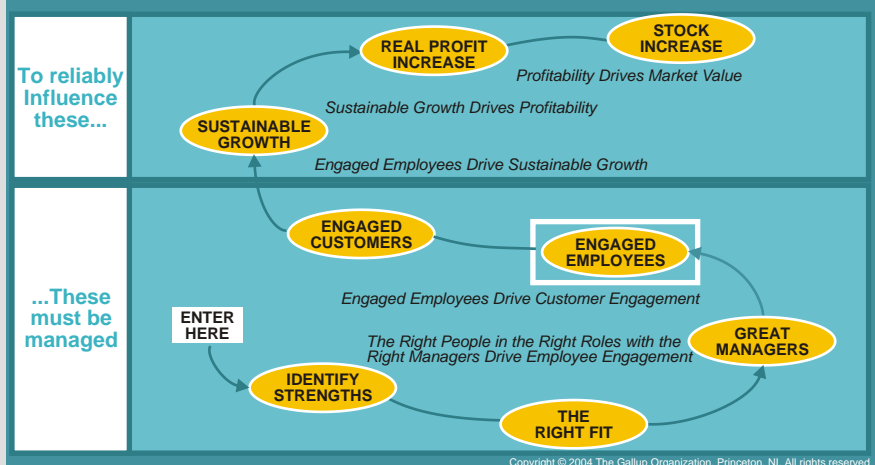 To reliably
Influence
these...
STOCK
INCREASE
REAL PROFIT
INCREASE
Profitability Drives Market Value
Sustainable Growth Drives Profitability
SUSTAINABLE
GROWTH
Engaged Employees Drive Sustainable Growth
...These
must be
managed
ENGAGED
CUSTOMERS
ENGAGED
EMPLOYEES
Engaged Employees Drive Customer Engagement
ENTER
HERE
The Right People in the Right Roles with the
Right Managers Drive Employee Engagement
GREAT
MANAGERS
IDENTIFY
STRENGTHS
THE
RIGHT FIT
Copyright © 2004 The Gallup Organization, Princeton, NJ. All rights reserved